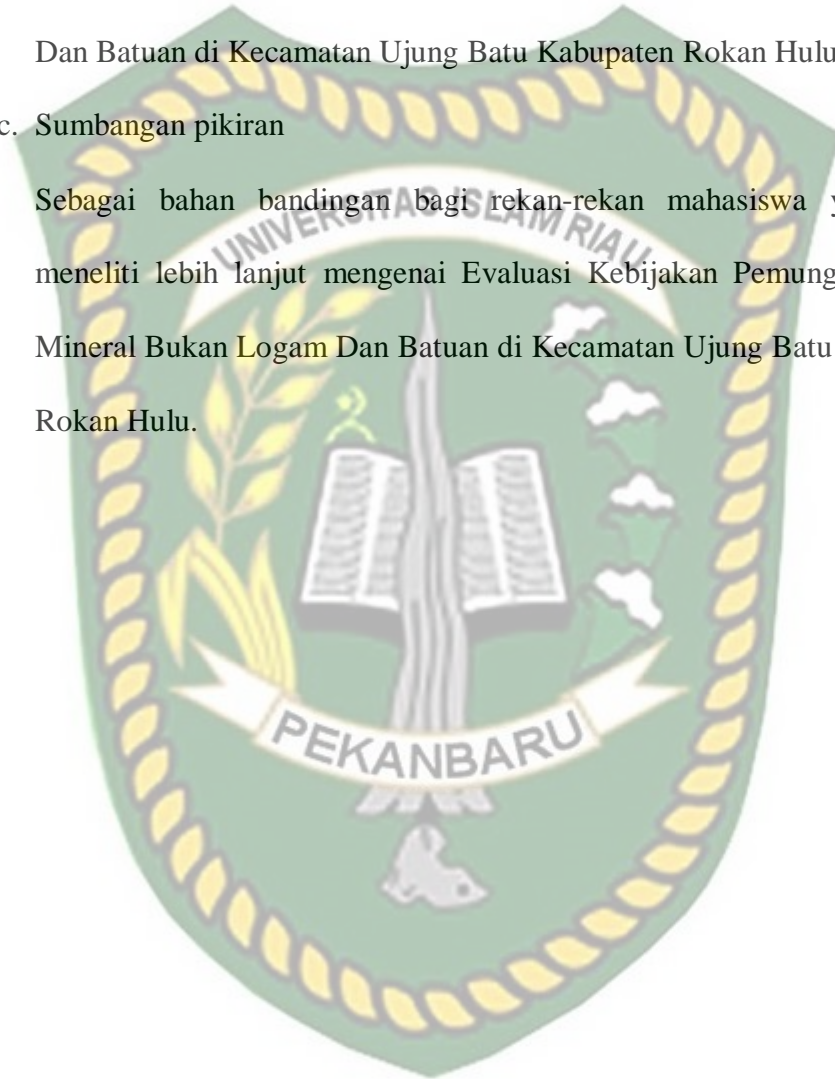 Dan Batuan di Kecamatan Ujung Batu Kabupaten Rokan Hulu
c. Sumbangan pikiran
Sebagai bahan bandingan bagi rekan-rekan mahasiswa
meneliti lebih lanjut mengenai Evaluasi Kebijakan
Mineral Bukan Logam Dan Batuan di Kecamatan Ujung Batu
Rokan Hulu.
UNIVERSITAS ISLAM RIAU
PEKANBARU